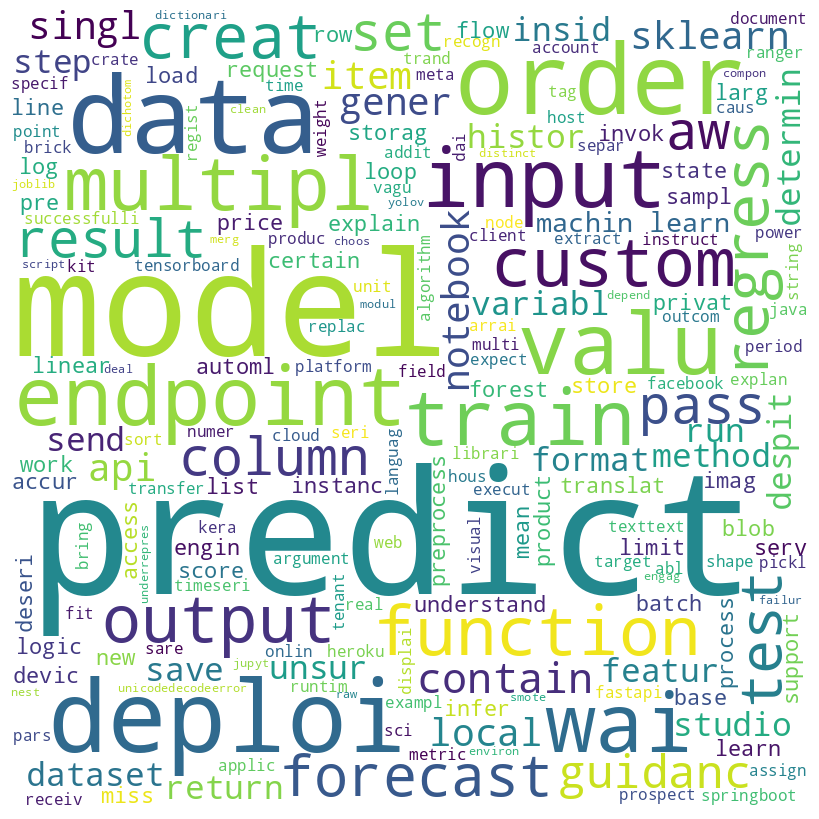 dictionari
document
singl
creat
row
set
flow
recogn
insid
account
sklearn
ranger
step
crate
load
request
item
trand
meta
order
tag
larg
compon
specif
data
time
clean
gener
caus
line
point
brick
regist
dichotom
weight
storag
addit
dai
histor
host
invok
separ
aw
determin
log
joblib
multipl
loop
vagu
yolov
input
distinct
state
sampl
regress
pre
successfulli
merg
price
explain
node
machin learn
power
result
produc
choos
client
extract
instruct
script
kit
tensorboard
certain
algorithm
notebook
custom
string
model
unit
modul
replac
variabl
privat
java
arrai
outcom
linear
deal
automl
platform
field
multi
expect
valu
period
endpoint
train
forest
store
depend
facebook
explan
send
sort
numer
cloud
seri
pass
despit
work
api
column
languag
librari
format
method
run
accur
transfer
list
instanc
hous
execut
translat
imag
bring
access
kera
web
preprocess
visual
mean
product
texttext
blob
predict
underrepres
engin
argument
limit
serv
deseri
score
timeseri
tenant
target
abl
shape
pickl
engag
fit
real
output
understand
batch
test
failur
logic
sare
onlin
heroku
displai
function
process
support
new
devic
save
jupyt
unsur
contain
featur
nest
unicodedecodeerror
runtim
raw
exampl
infer
smote
fastapi
base
pars
deploi
sci
local
wai
studio
metric
environ
learn
dataset
applic
forecast
guidanc
assign
receiv
miss
return
prospect
springboot